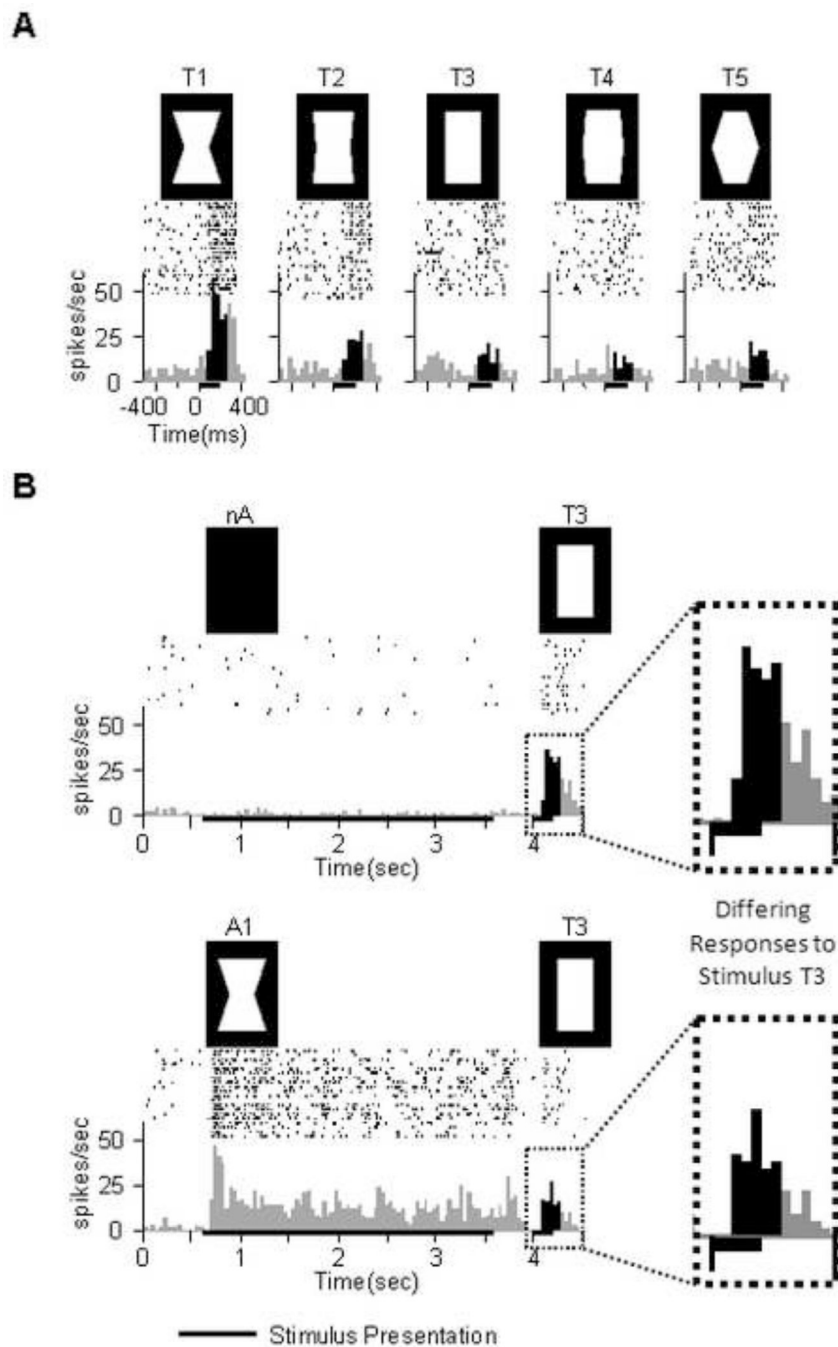 A
T1 T2 T3 T4 T5
spikes/sec
50
25
0
-400 0 400
Time(ms)
B
nA T3
spikes/sec
50
25
0
0 1 2 3 4
Time(sec)
Differing
Responses to
Stimulus T3
A1 T3
spikes/sec
50
25
0
0 1 2 3 4
Time(sec)
Stimulus Presentation